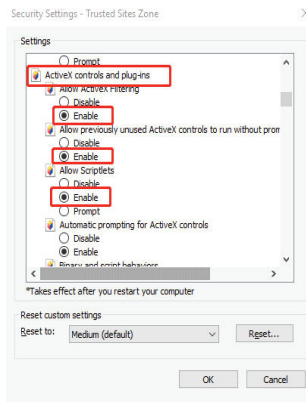 Security Settings - Trusted Sites Zone
Settings
Prompt
ActiveX controls and plug-ins
Allow ActiveX Filtering
Disable
Enable
Allow previously unused ActiveX controls to run without prom
Disable
Enable
Allow Scriptlets
Disable
Enable
Prompt
Automatic prompting for ActiveX controls
Disable
Enable
Binary and script behaviors
*Takes effect after you restart your computer
Reset custom settings
Reset to:
Medium (default)
Reset...
OK
Cancel